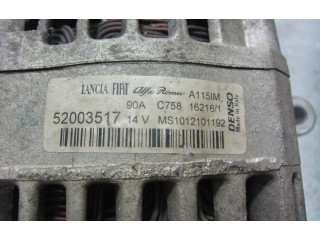 LANCIA FIAT Alfa Romeo A115IM
90A C758 16216/1
52003517 14 V MS1012101192
DENSO
Made in Italy